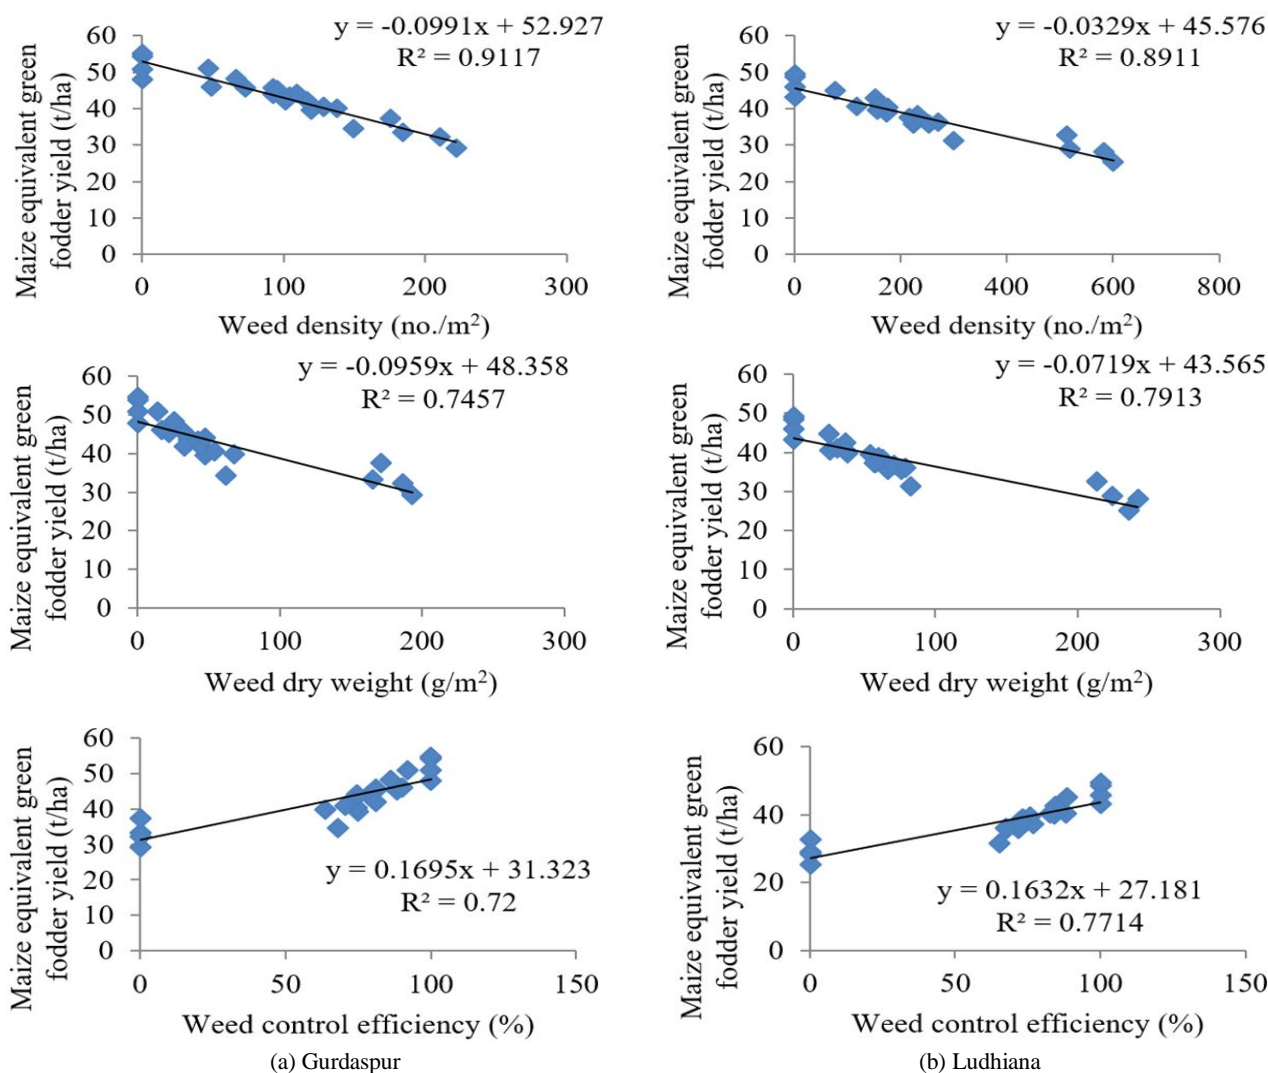 y = -0.0991x + 52.927
R² = 0.9117
Maize equivalent green
fodder yield (t/ha)
60
50
40
30
20
10
0
0 100 200 300
Weed density (no./m²)
y = -0.0329x + 45.576
R² = 0.8911
Maize equivalent green
fodder yield (t/ha)
60
50
40
30
20
10
0
0 200 400 600 800
Weed density (no./m²)
y = -0.0959x + 48.358
R² = 0.7457
Maize equivalent green
fodder yield (t/ha)
60
50
40
30
20
10
0
0 100 200 300
Weed dry weight (g/m²)
y = -0.0719x + 43.565
R² = 0.7913
Maize equivalent green
fodder yield (t/ha)
60
50
40
30
20
10
0
0 100 200 300
Weed dry weight (g/m²)
Maize equivalent green
fodder yield (t/ha)
60
50
40
30
20
10
0
y = 0.1695x + 31.323
R² = 0.72
0 50 100 150
Weed control efficiency (%)
(a) Gurdaspur
Maize equivalent green
fodder yield (t/ha)
60
40
20
0
y = 0.1632x + 27.181
R² = 0.7714
0 50 100 150
Weed control efficiency (%)
(b) Ludhiana